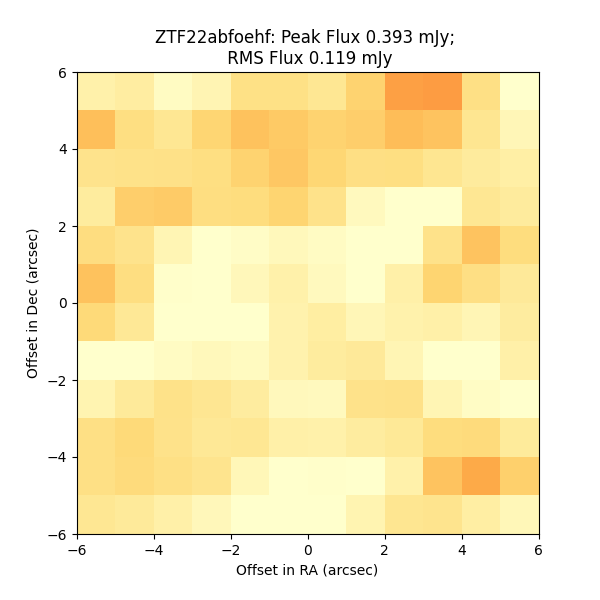 ZTF22abfoehf: Peak Flux 0.393 mJy;
RMS Flux 0.119 mJy
6
4
2
0
−2
−4
−6
Offset in Dec (arcsec)
−6 −4 −2 0 2 4 6
Offset in RA (arcsec)